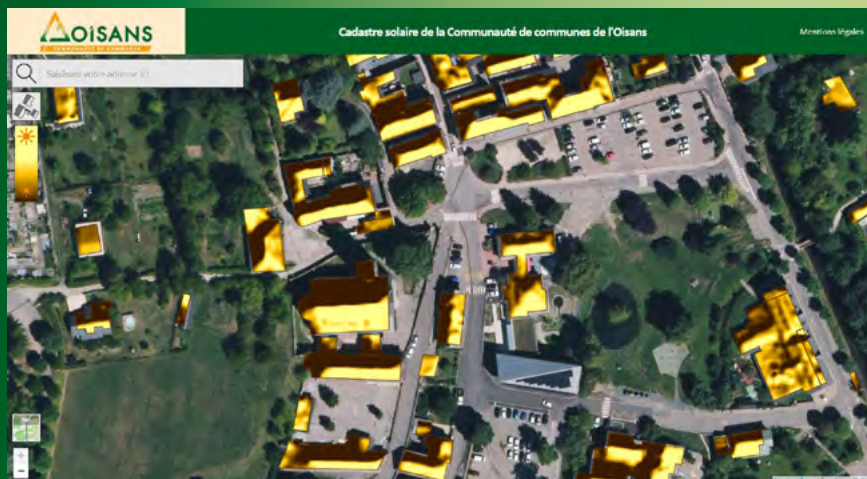 OISANS
COMMUNAUTÉ DE COMMUNES
Cadastre solaire de la Communauté de communes de l'Oisans
Mentions légales
Saisissez votre adresse ici
+
−